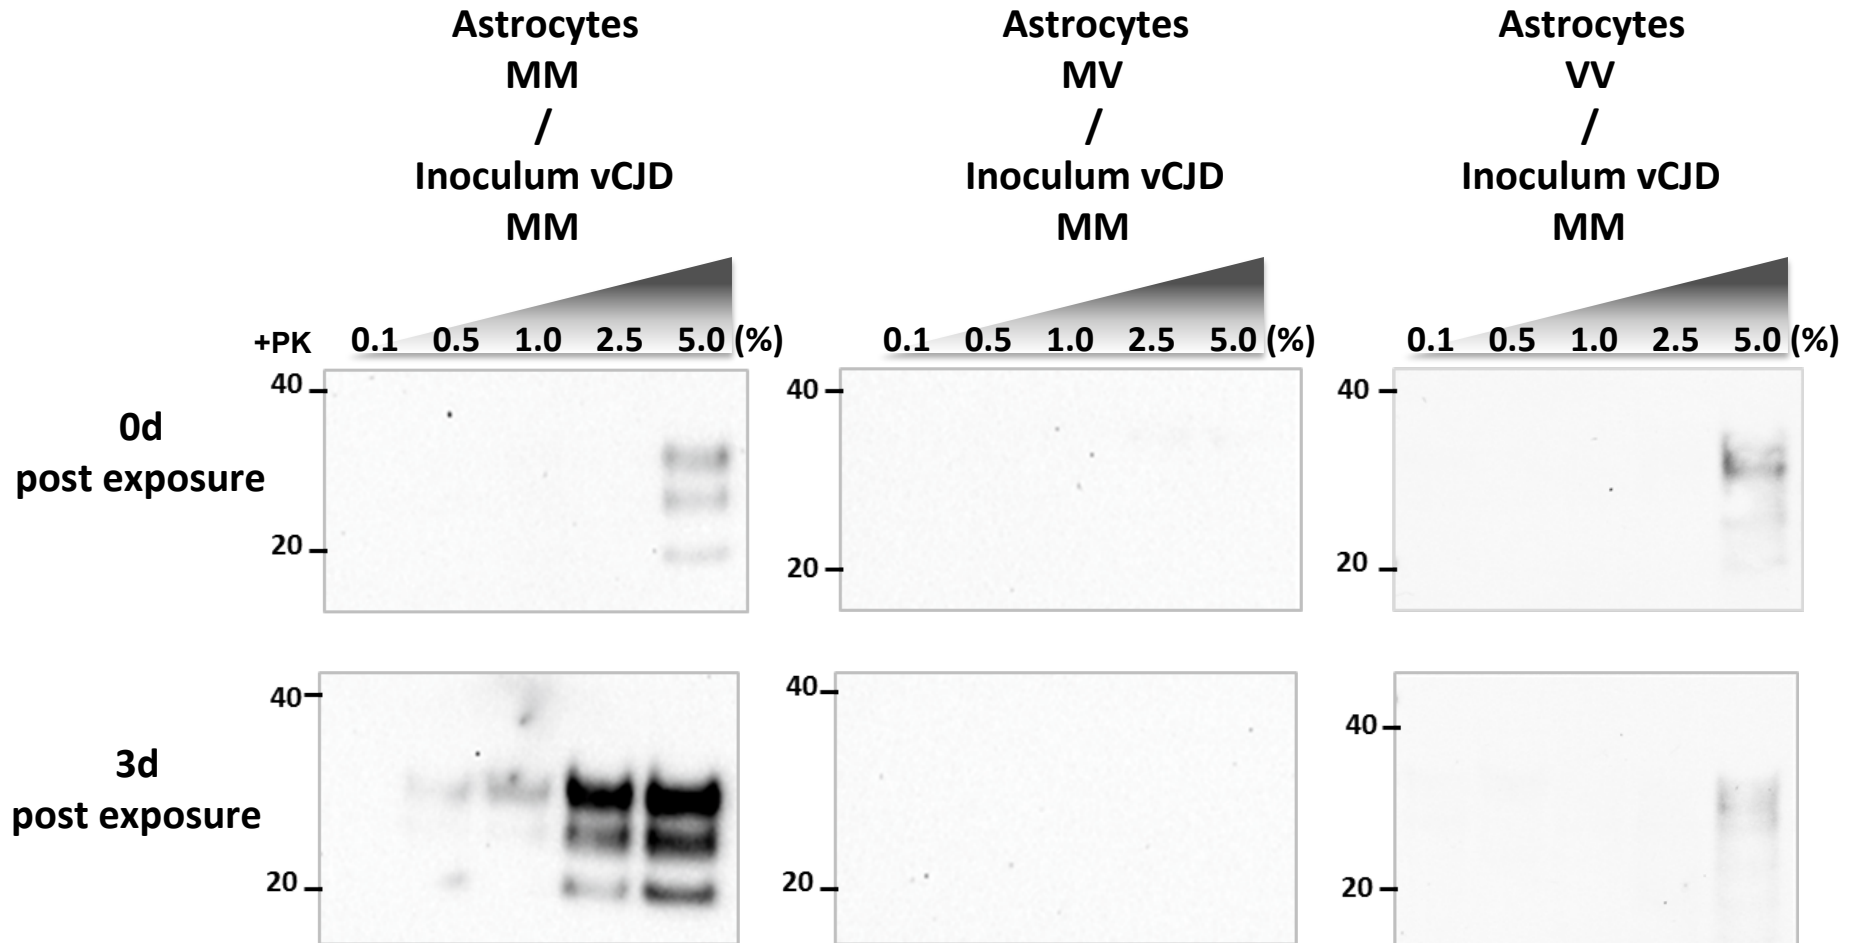 Astrocytes
MM
/
Inoculum vCJD
MM
Astrocytes
MV
/
Inoculum vCJD
MM
Astrocytes
VV
/
Inoculum vCJD
MM
+PK 0.1 0.5 1.0 2.5 5.0 (%)
0.1 0.5 1.0 2.5 5.0 (%)
0.1 0.5 1.0 2.5 5.0 (%)
0d
post exposure
40
20
40
20
40
20
3d
post exposure
40
20
40
20
40
20